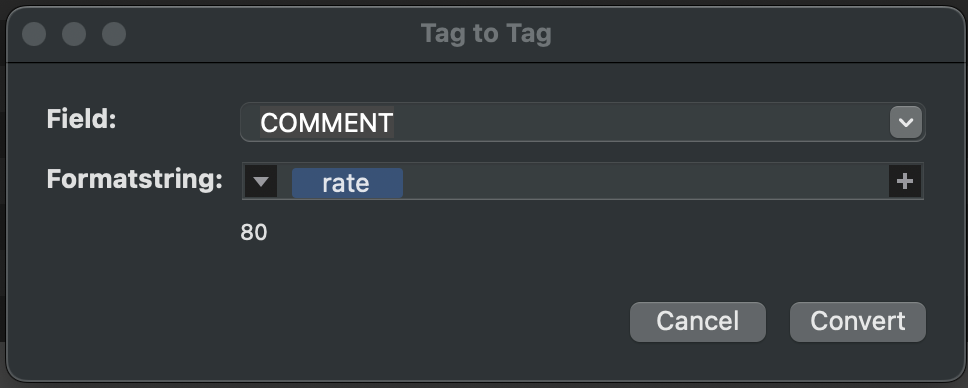 Tag to Tag
Field: COMMENT
Formatstring: rate
80
Cancel Convert